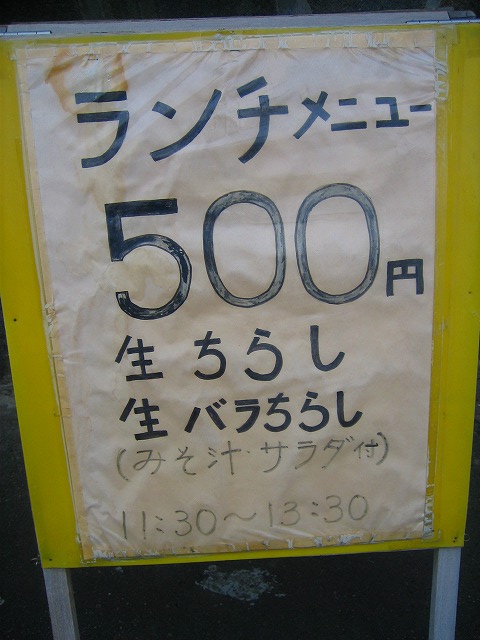 ランチメニュー
500円
生ちらし
生バラちらし
(みそ汁・サラダ付)
11:30〜13:30